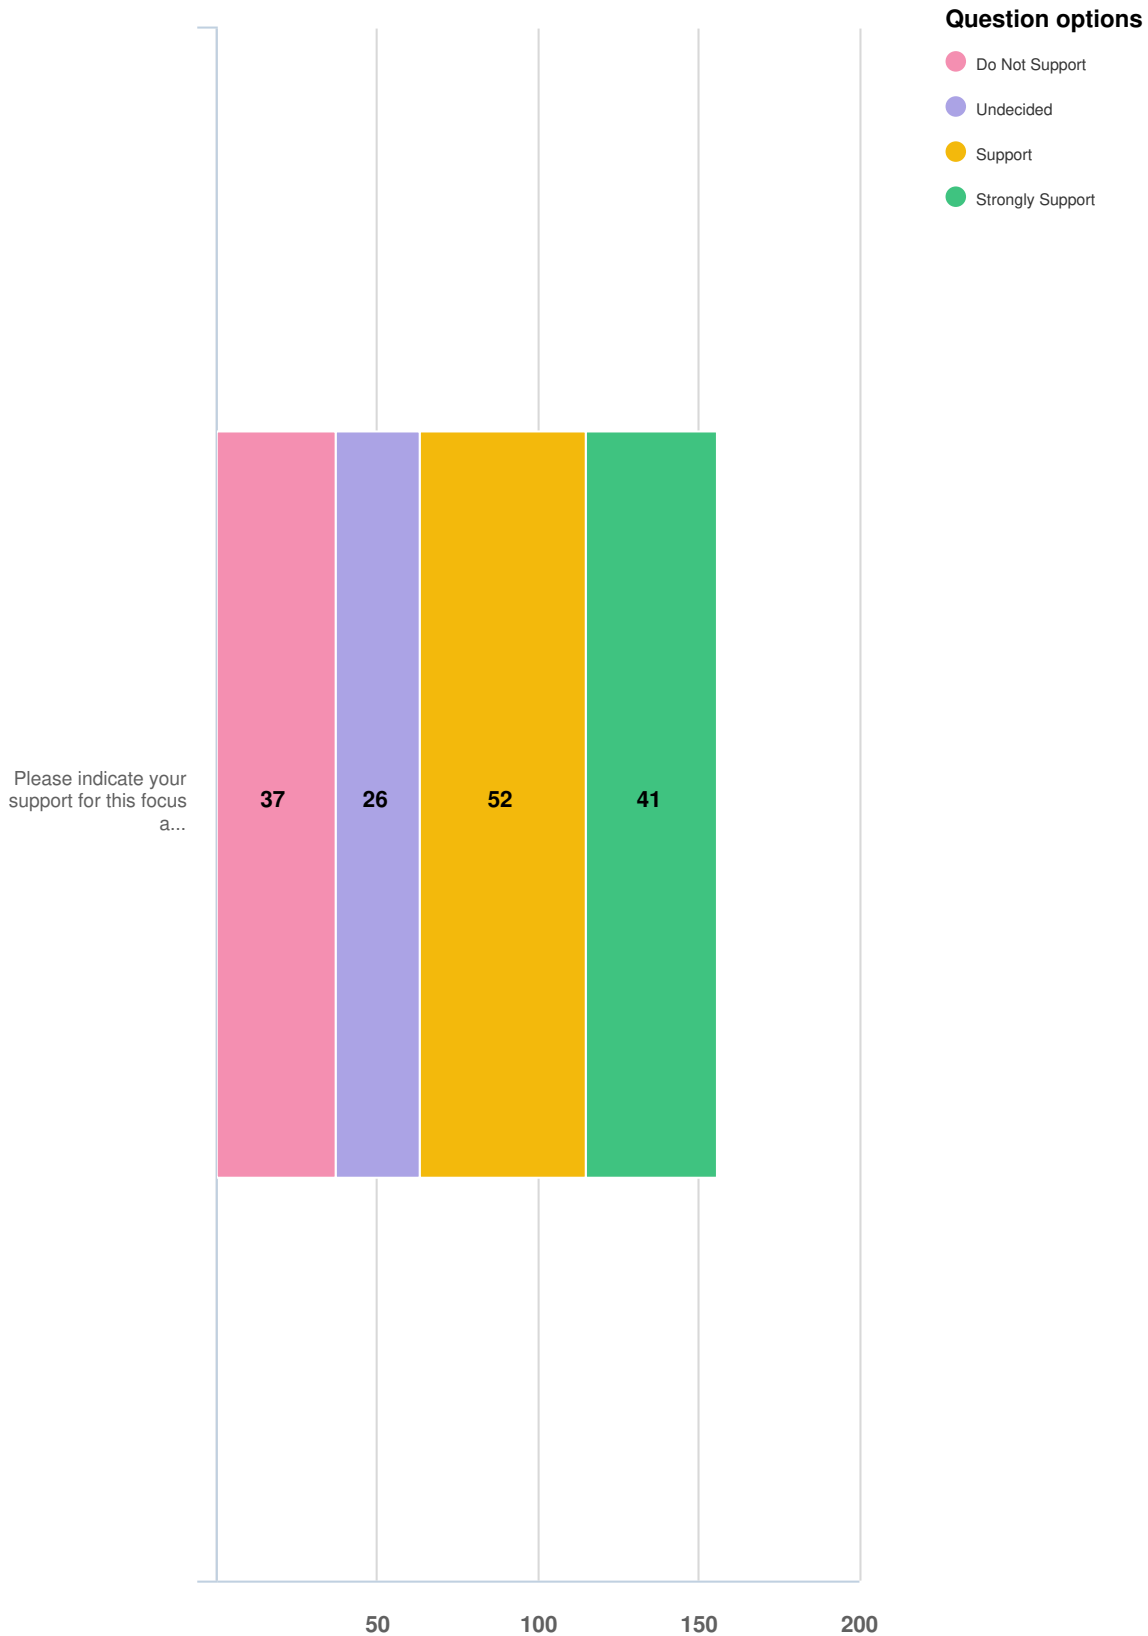 Question options
Do Not Support
Undecided
Support
Strongly Support
Please indicate your
support for this focus
a...
37
26
52
41
50
100
150
200